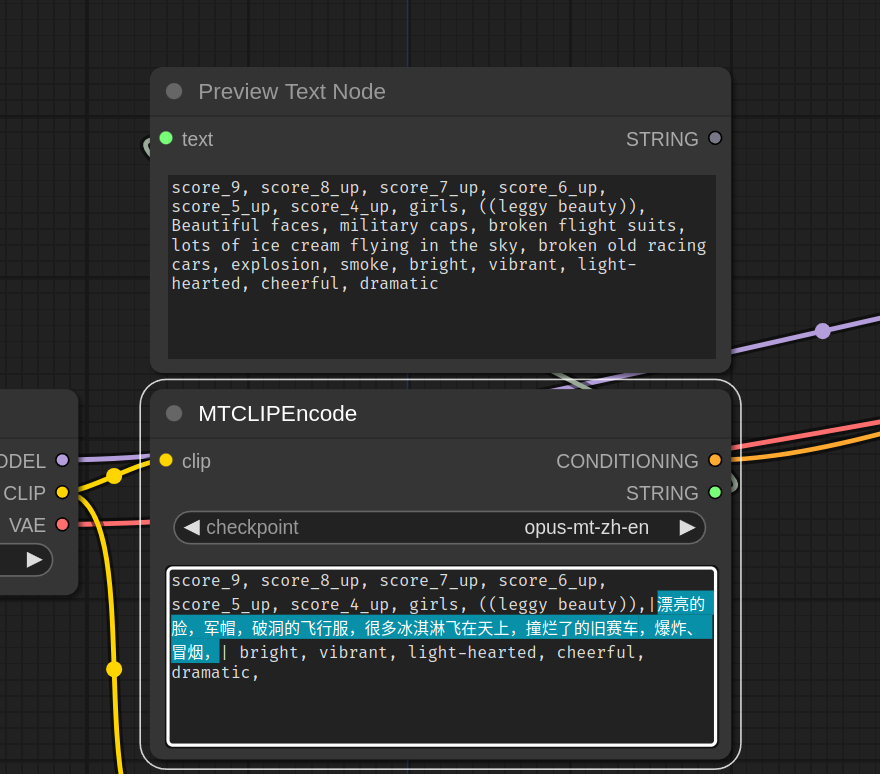 Preview Text Node
text STRING
score_9, score_8_up, score_7_up, score_6_up,
score_5_up, score_4_up, girls, ((leggy beauty)),
Beautiful faces, military caps, broken flight suits,
lots of ice cream flying in the sky, broken old racing
cars, explosion, smoke, bright, vibrant, light-
hearted, cheerful, dramatic
MTCLIPEncode
ODEL clip CONDITIONING
CLIP STRING
VAE
checkpoint opus-mt-zh-en
score_9, score_8_up, score_7_up, score_6_up,
score_5_up, score_4_up, girls, ((leggy beauty)),|漂亮的
脸，军帽，破洞的飞行服，很多冰淇淋飞在天上，撞烂了的旧赛车，爆炸、
冒烟，| bright, vibrant, light-hearted, cheerful,
dramatic,